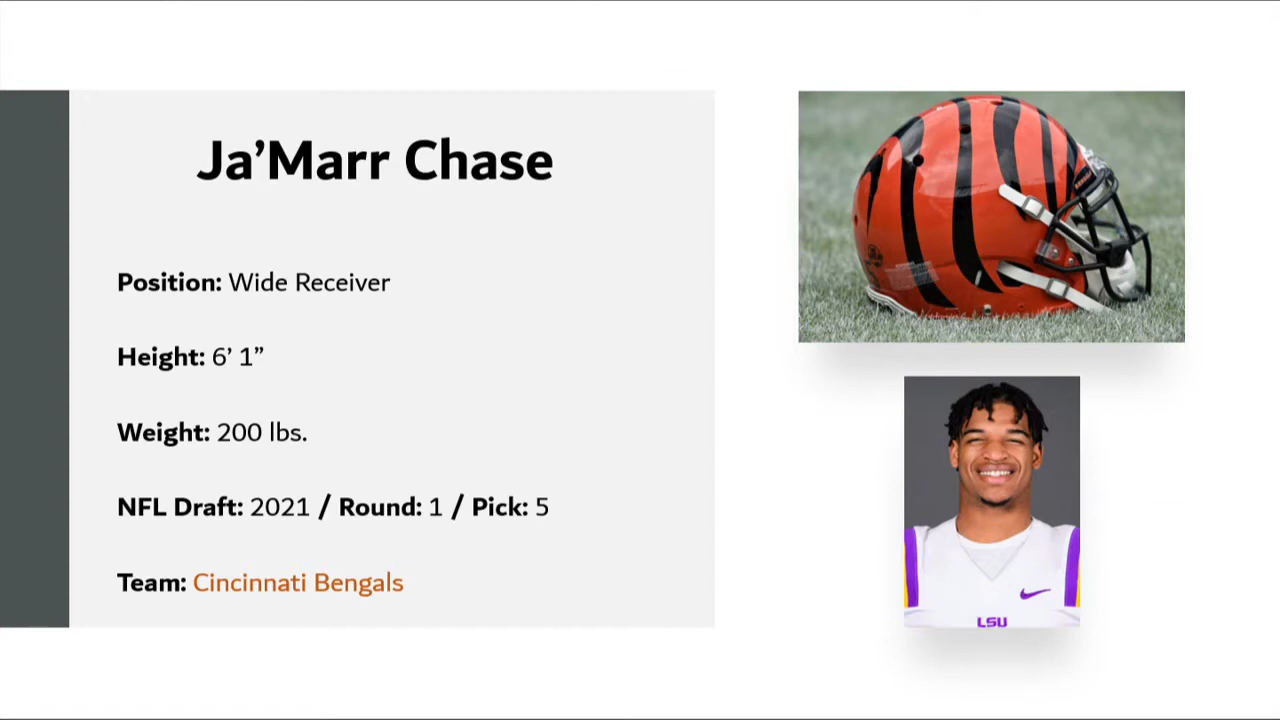 Ja’Marr Chase
Position: Wide Receiver
Height: 6’ 1”
Weight: 200 lbs.
NFL Draft: 2021 / Round: 1 / Pick: 5
Team: Cincinnati Bengals
LSU